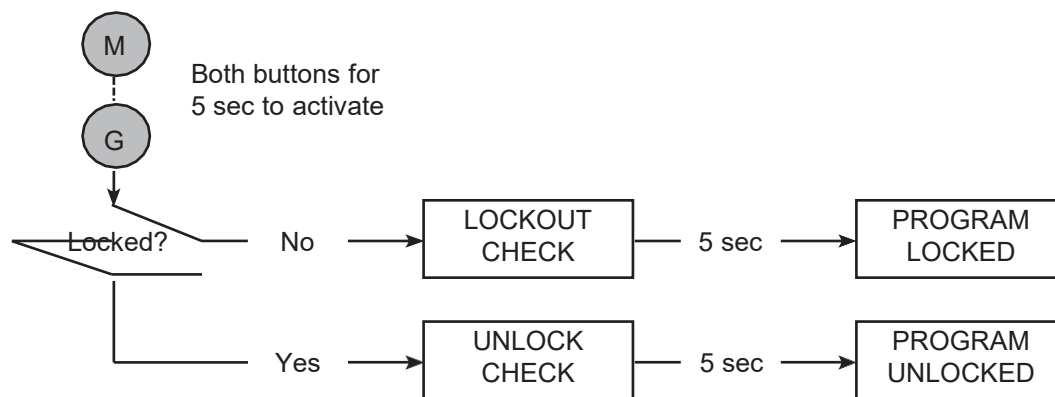 M
Both buttons for
5 sec to activate
G
Locked?
No
LOCKOUT
CHECK
5 sec
PROGRAM
LOCKED
Yes
UNLOCK
CHECK
5 sec
PROGRAM
UNLOCKED